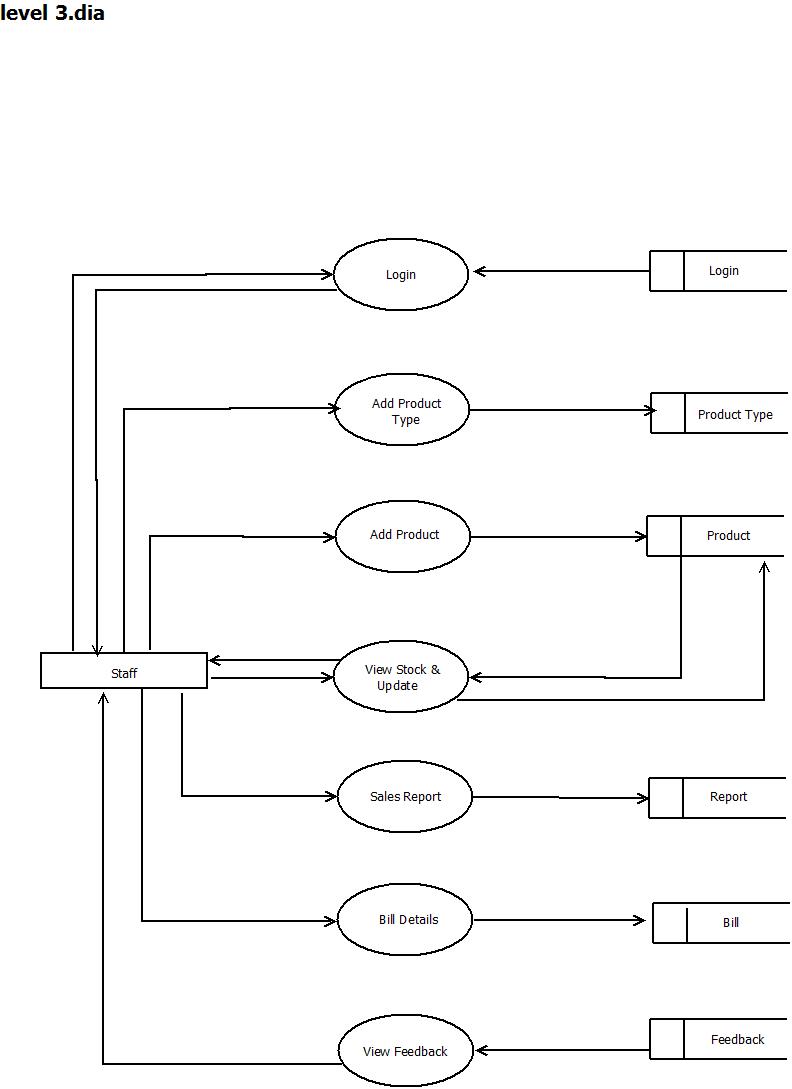 level 3.dia
Login
Login
Add Product
Type
Product Type
Add Product
Product
Staff
View Stock &
Update
Sales Report
Report
Bill Details
Bill
View Feedback
Feedback